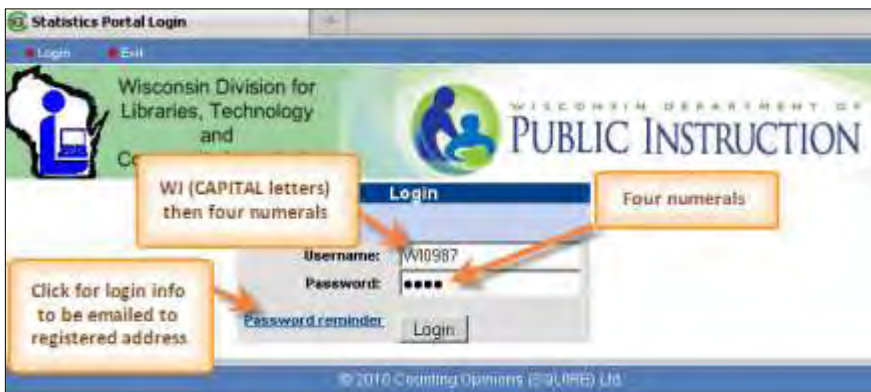 Statistics Portal Login
Login Exit
Wisconsin Division for
Libraries, Technology
and
WISCONSIN DEPARTMENT OF
PUBLIC INSTRUCTION
WI (CAPITAL letters)
then four numerals
Login
Four numerals
Username: WI0987
Password: ••••
Click for login info
to be emailed to
registered address
Password reminder
Login
© 2010 Counting Opinions (SQUIRE) Ltd.